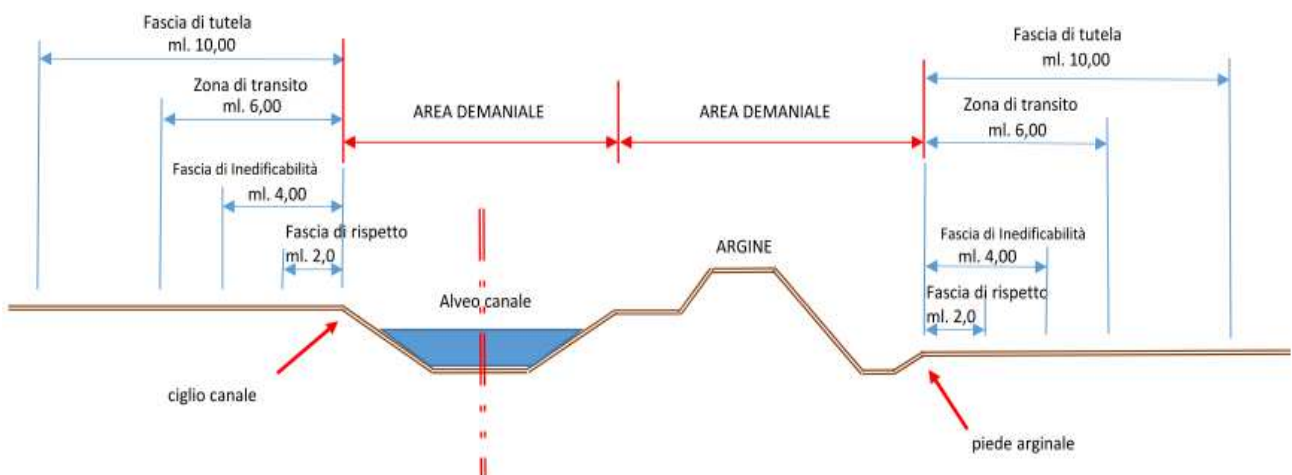 Fascia di tutela
ml. 10,00
Zona di transito
ml. 6,00
Fascia di Inedificabilità
ml. 4,00
Fascia di rispetto
ml. 2,0
AREA DEMANIALE
AREA DEMANIALE
Alveo canale
ciglio canale
ARGINE
Fascia di tutela
ml. 10,00
Zona di transito
ml. 6,00
Fascia di Inedificabilità
ml. 4,00
Fascia di rispetto
ml. 2,0
piede arginale